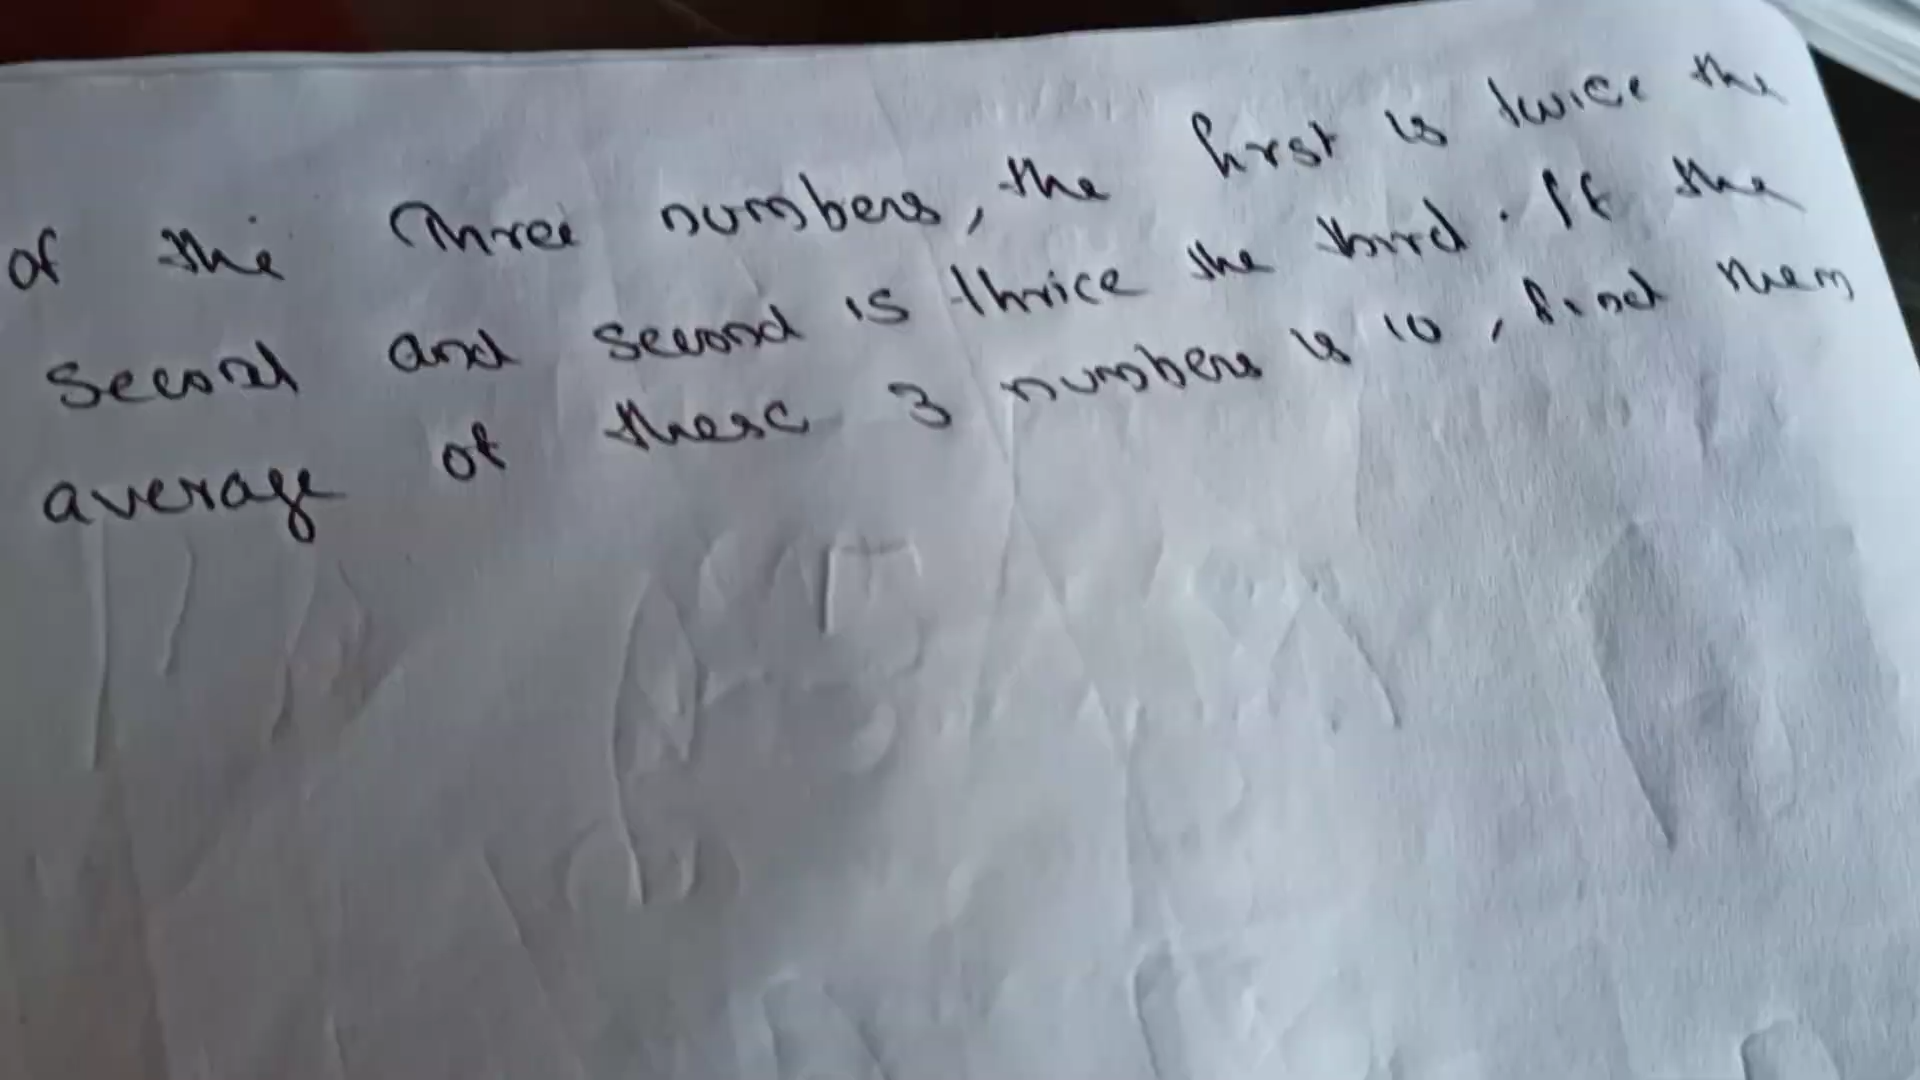 of the three numbers, the first is twice the
second and second is thrice the third. If the
average of these 3 numbers is 10, find them